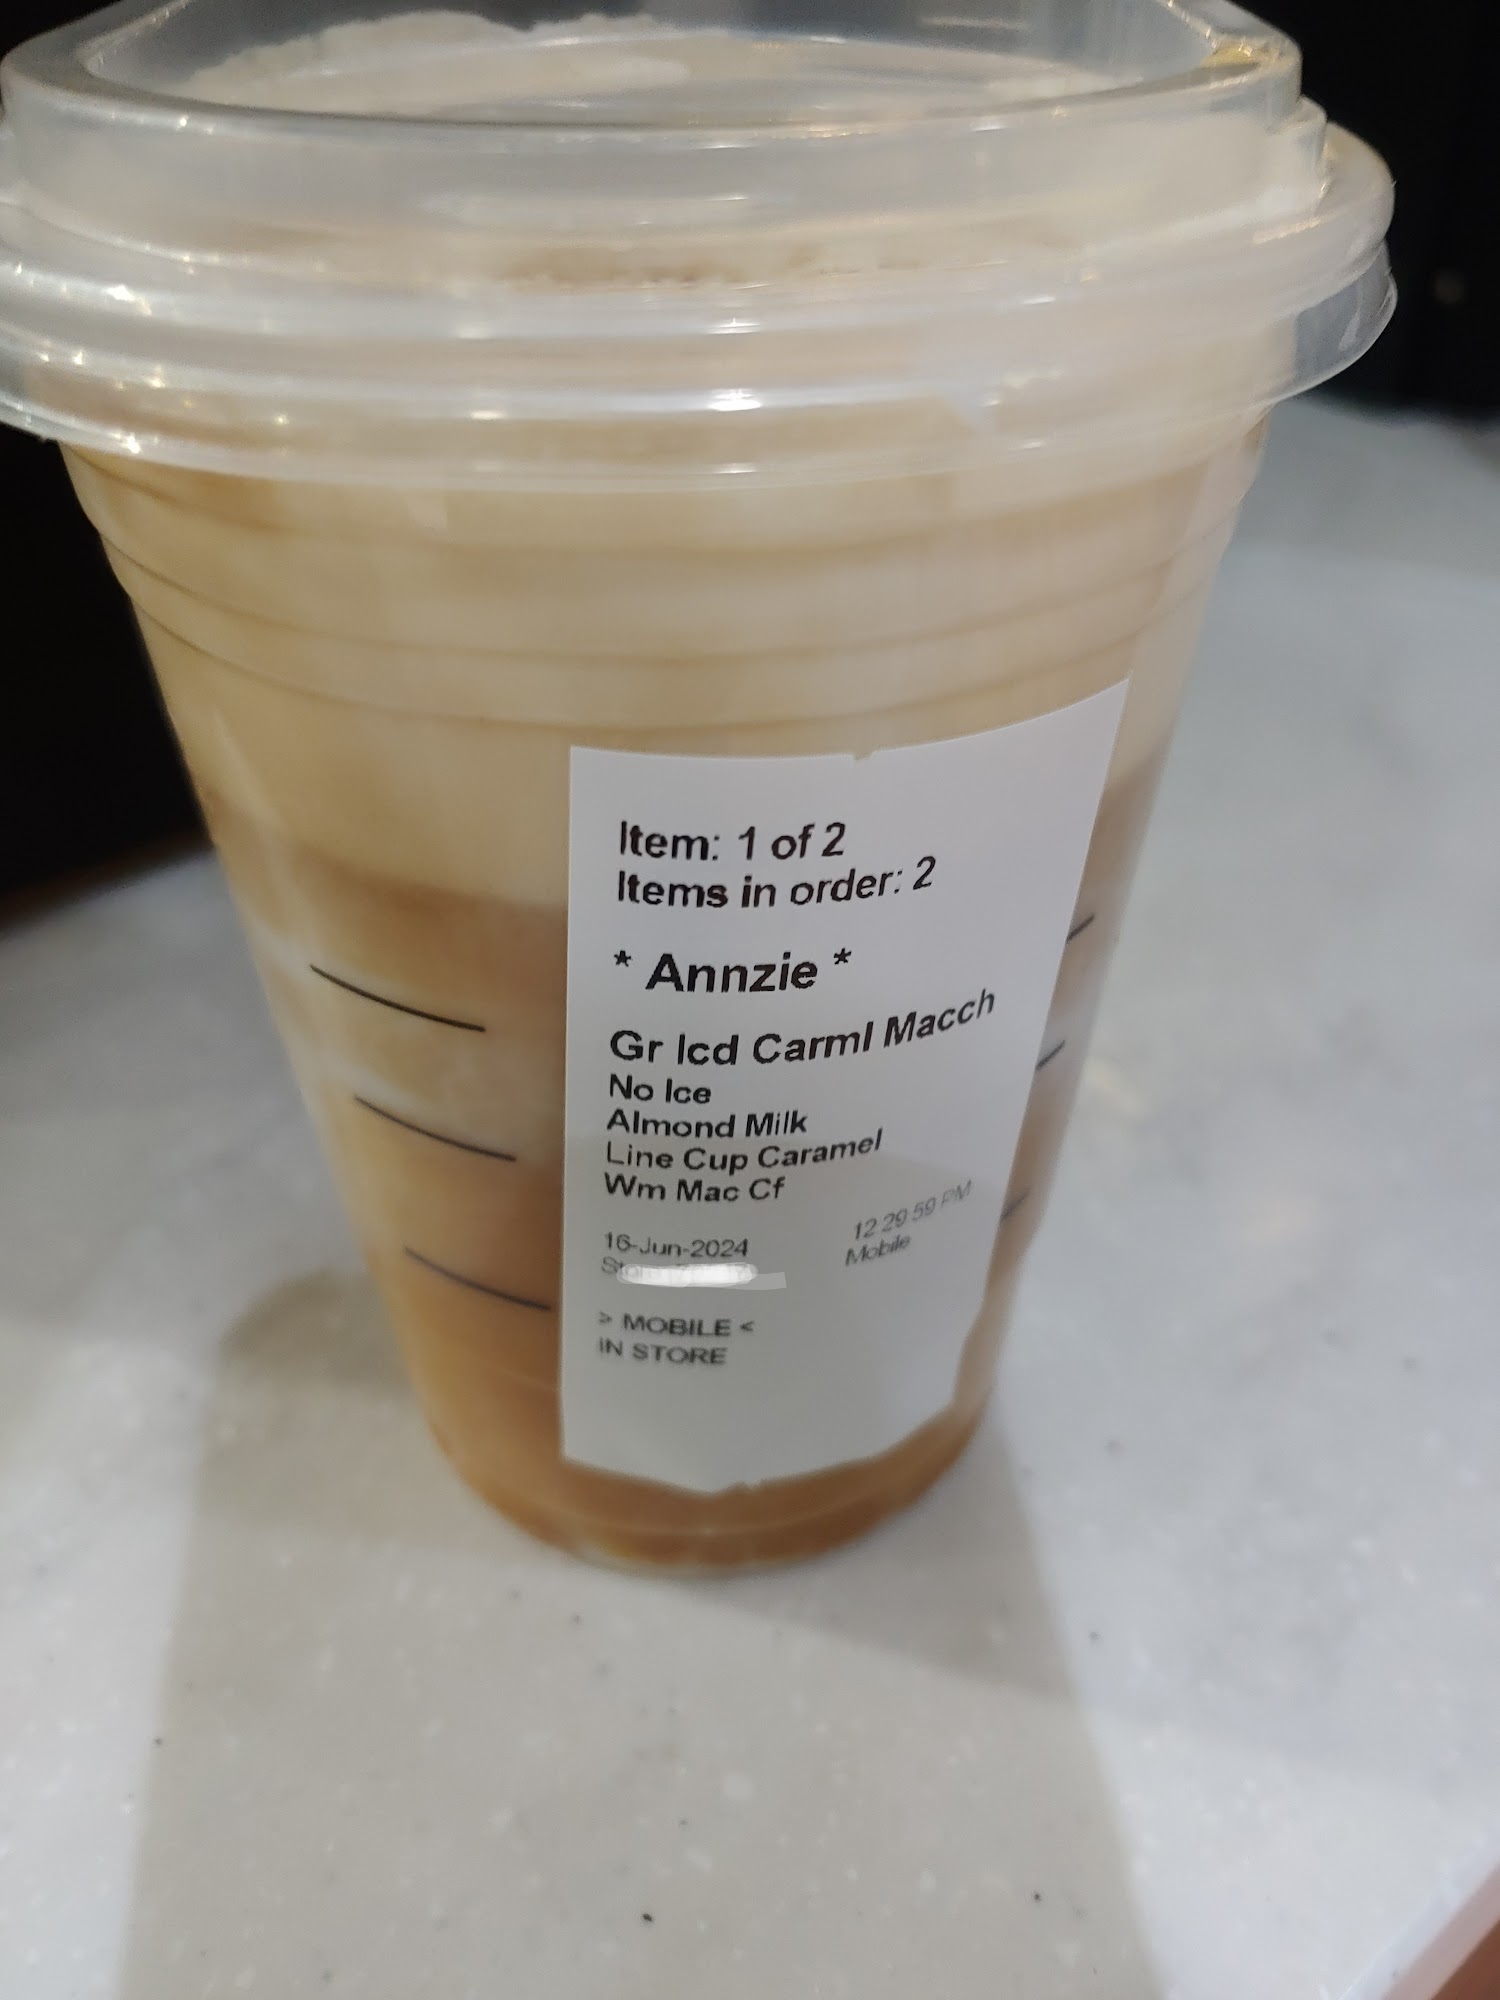 Item: 1 of 2
Items in order: 2
* Annzie *
Gr Icd Carml Macch
No Ice
Almond Milk
Line Cup Caramel
Wm Mac Cf
16-Jun-2024 12:29:59 PM
Mobile
> MOBILE <
IN STORE